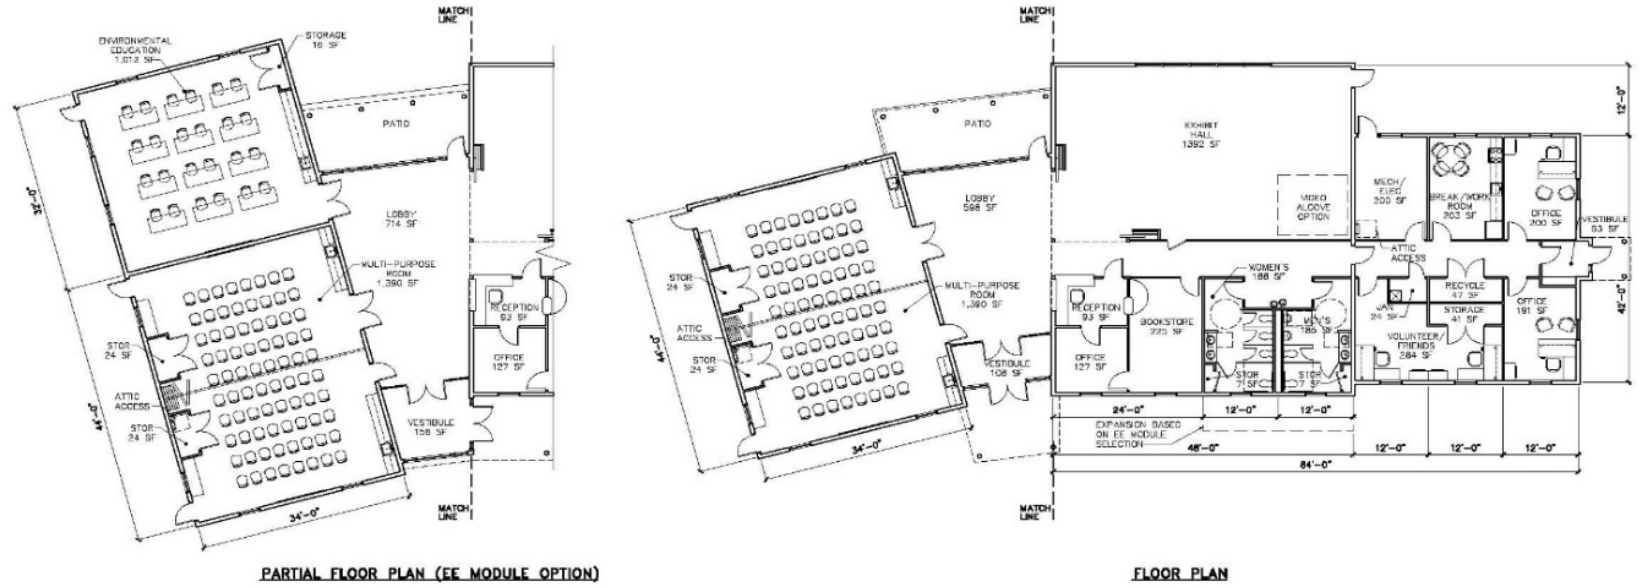 MATCH
LINE
ENVIRONMENTAL
EDUCATION
1,012 SF
STORAGE
16 SF
PATIO
32'-0"
LOBBY
714 SF
MULTI-PURPOSE
ROOM
1,390 SF
RECEPTION
93 SF
STOR
24 SF
OFFICE
127 SF
ATTIC
ACCESS
STOR
24 SF
VESTIBULE
156 SF
44'-0"
34'-0"
MATCH
LINE
PARTIAL FLOOR PLAN (EE MODULE OPTION)
MATCH
LINE
PATIO
EXHIBIT
HALL
1392 SF
12'-0"
MECH/
ELEC
200 SF
BREAK/WORK
ROOM
203 SF
OFFICE
200 SF
VIDEO
ALCOVE
OPTION
LOBBY
598 SF
VESTIBULE
53 SF
ATTIC
ACCESS
WOMEN'S
188 SF
STOR
24 SF
MULTI-PURPOSE
ROOM
1,390 SF
RECEPTION
93 SF
BOOKSTORE
225 SF
MEN'S
185 SF
JAN
24 SF
RECYCLE
47 SF
STORAGE
41 SF
OFFICE
191 SF
42'-0"
ATTIC
ACCESS
STOR
24 SF
44'-0"
VESTIBULE
108 SF
OFFICE
127 SF
STOR
7 SF
STOR
7 SF
VOLUNTEER/
FRIENDS
284 SF
24'-0"
12'-0"
12'-0"
EXPANSION BASED
ON EE MODULE
SELECTION
34'-0"
48'-0"
12'-0"
12'-0"
12'-0"
84'-0"
MATCH
LINE
FLOOR PLAN